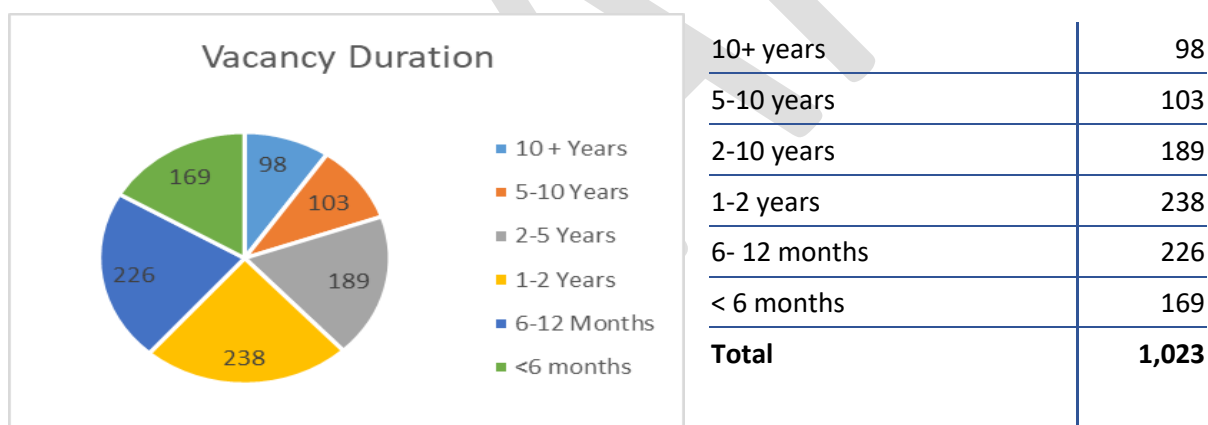 Vacancy Duration
98
103
189
238
226
169
10 + Years
5-10 Years
2-5 Years
1-2 Years
6-12 Months
<6 months
10+ years 98
5-10 years 103
2-10 years 189
1-2 years 238
6- 12 months 226
< 6 months 169
Total 1,023